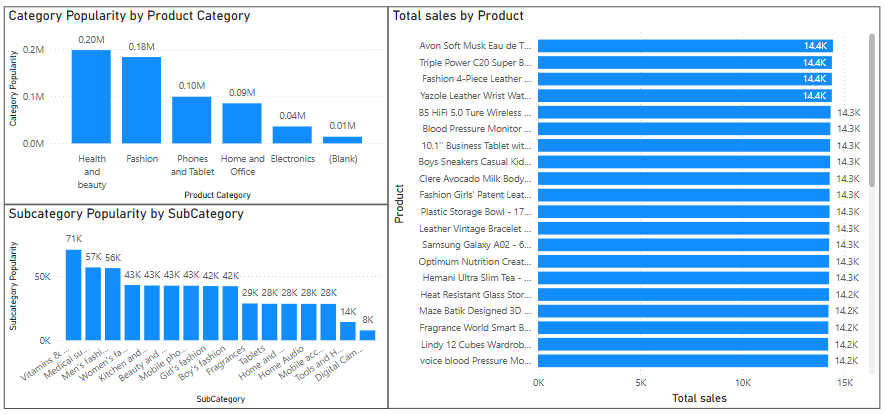 Category Popularity by Product Category
Category Popularity
0.2M
0.1M
0.0M
0.20M
0.18M
0.10M
0.09M
0.04M
0.01M
Health
and
beauty
Fashion
Phones
and Tablet
Home and
Office
Electronics
(Blank)
Product Category
Subcategory Popularity by SubCategory
Subcategory Popularity
50K
0K
71K
57K
56K
43K
43K
43K
43K
42K
42K
29K
28K
28K
28K
28K
14K
8K
Vitamins & ...
Medical su...
Men's fashi...
Women's fa...
Kitchen and...
Beauty and ...
Mobile pho...
Girl's fashion
Boy's fashion
Fragrances
Tablets
Home and ...
Home Audio
Mobile acc...
Tools and H...
Digital Cam...
SubCategory
Total sales by Product
Product
Avon Soft Musk Eau de T... 14.4K
Triple Power C20 Super B... 14.4K
Fashion 4-Piece Leather ... 14.4K
Yazole Leather Wrist Wat... 14.4K
B5 HiFi 5.0 Ture Wireless ... 14.3K
Blood Pressure Monitor ... 14.3K
10.1'' Business Tablet wit... 14.3K
Boys Sneakers Casual Kid... 14.3K
Clere Avocado Milk Body... 14.3K
Fashion Girls' Patent Leat... 14.3K
Plastic Storage Bowl - 17... 14.3K
Leather Vintage Bracelet ... 14.3K
Samsung Galaxy A02 - 6... 14.3K
Optimum Nutrition Creat... 14.3K
Hemani Ultra Slim Tea - ... 14.3K
Heat Resistant Glass Stor... 14.2K
Maze Batik Designed 3D ... 14.2K
Fragrance World Smart B... 14.2K
Lindy 12 Cubes Wardrob... 14.2K
voice blood Pressure Mo... 14.2K
0K 5K 10K 15K
Total sales